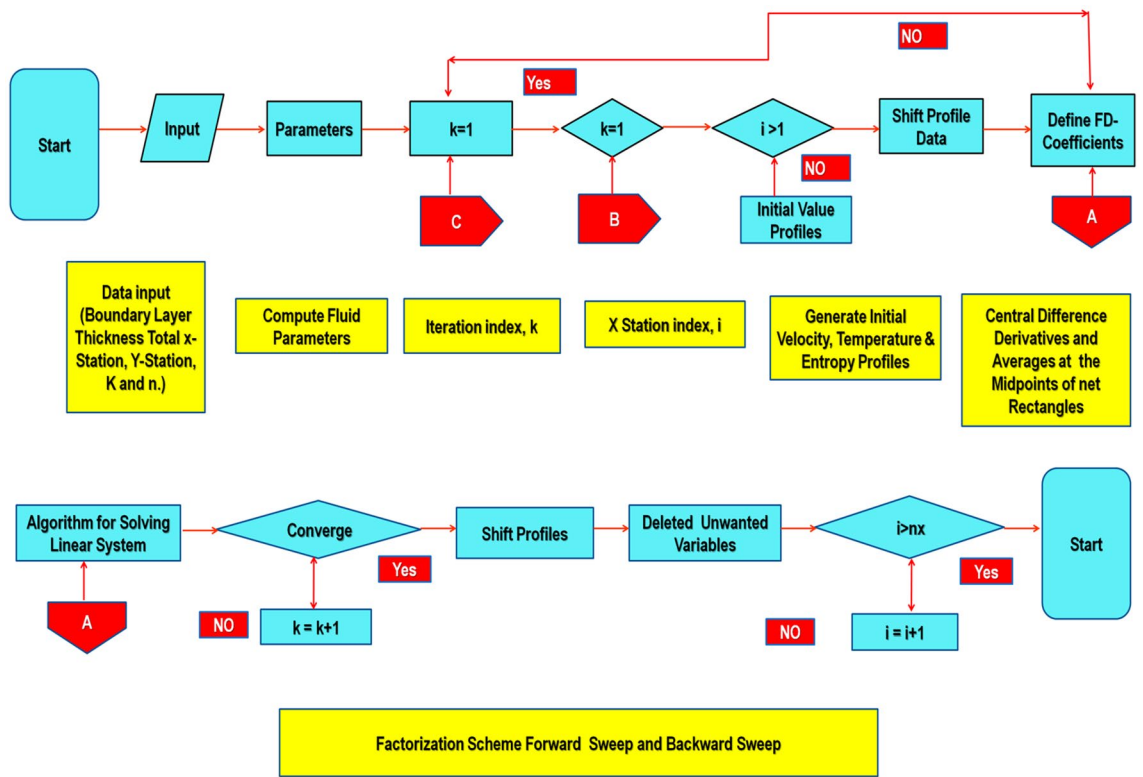 NO
Yes
Start
Input
Parameters
k=1
k=1
i >1
Shift Profile
Data
Define FD-
Coefficients
NO
C
B
Initial Value
Profiles
A
Data input
(Boundary Layer
Thickness Total x-
Station, Y-Station,
K and n.)
Compute Fluid
Parameters
Iteration index, k
X Station index, i
Generate Initial
Velocity, Temperature &
Entropy Profiles
Central Difference
Derivatives and
Averages at the
Midpoints of net
Rectangles
Algorithm for Solving
Linear System
Converge
Shift Profiles
Deleted Unwanted
Variables
i>nx
Start
Yes
Yes
A
NO
k = k+1
NO
i = i+1
Factorization Scheme Forward Sweep and Backward Sweep